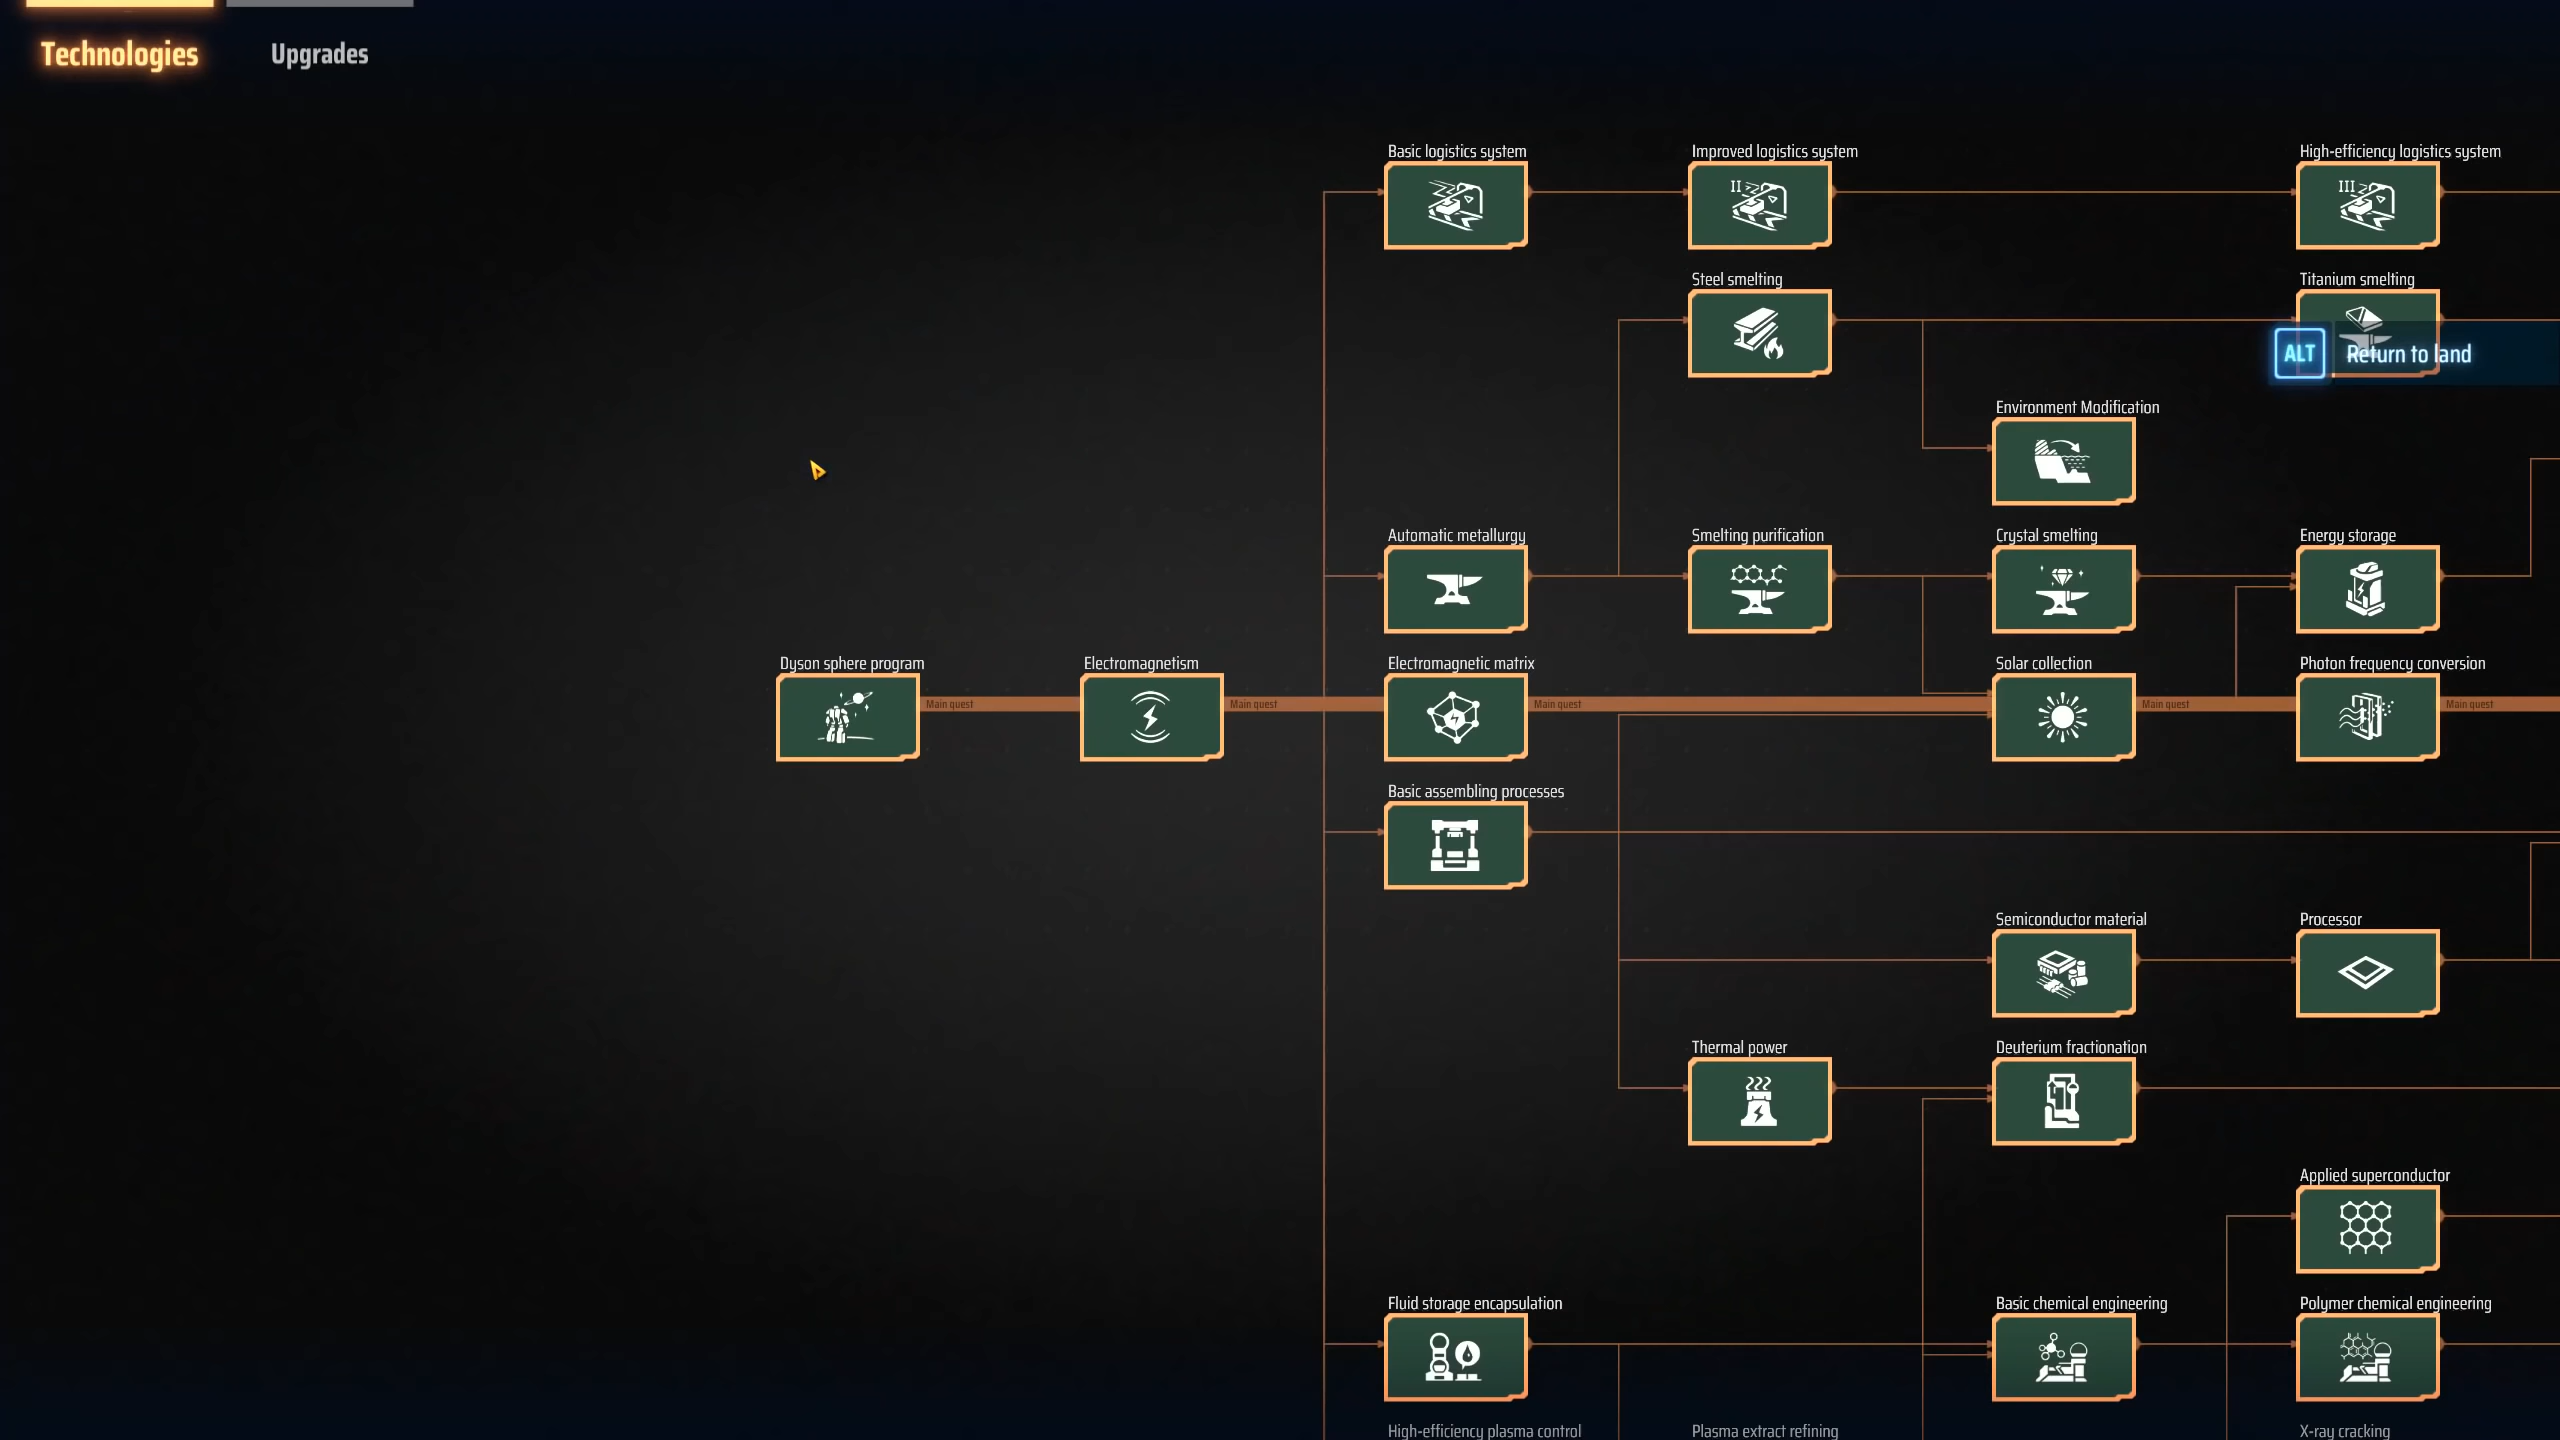 Technologies
Upgrades
Basic logistics system
Improved logistics system
II
High-efficiency logistics system
III
Steel smelting
Titanium smelting
ALT
Return to land
Environment Modification
Automatic metallurgy
Smelting purification
Crystal smelting
Energy storage
Dyson sphere program
Main quest
Electromagnetism
Main quest
Electromagnetic matrix
Main quest
Solar collection
Main quest
Photon frequency conversion
Main quest
Basic assembling processes
Semiconductor material
Processor
Thermal power
Deuterium fractionation
Applied superconductor
Fluid storage encapsulation
Basic chemical engineering
Polymer chemical engineering
High-efficiency plasma control
Plasma extract refining
X-ray cracking